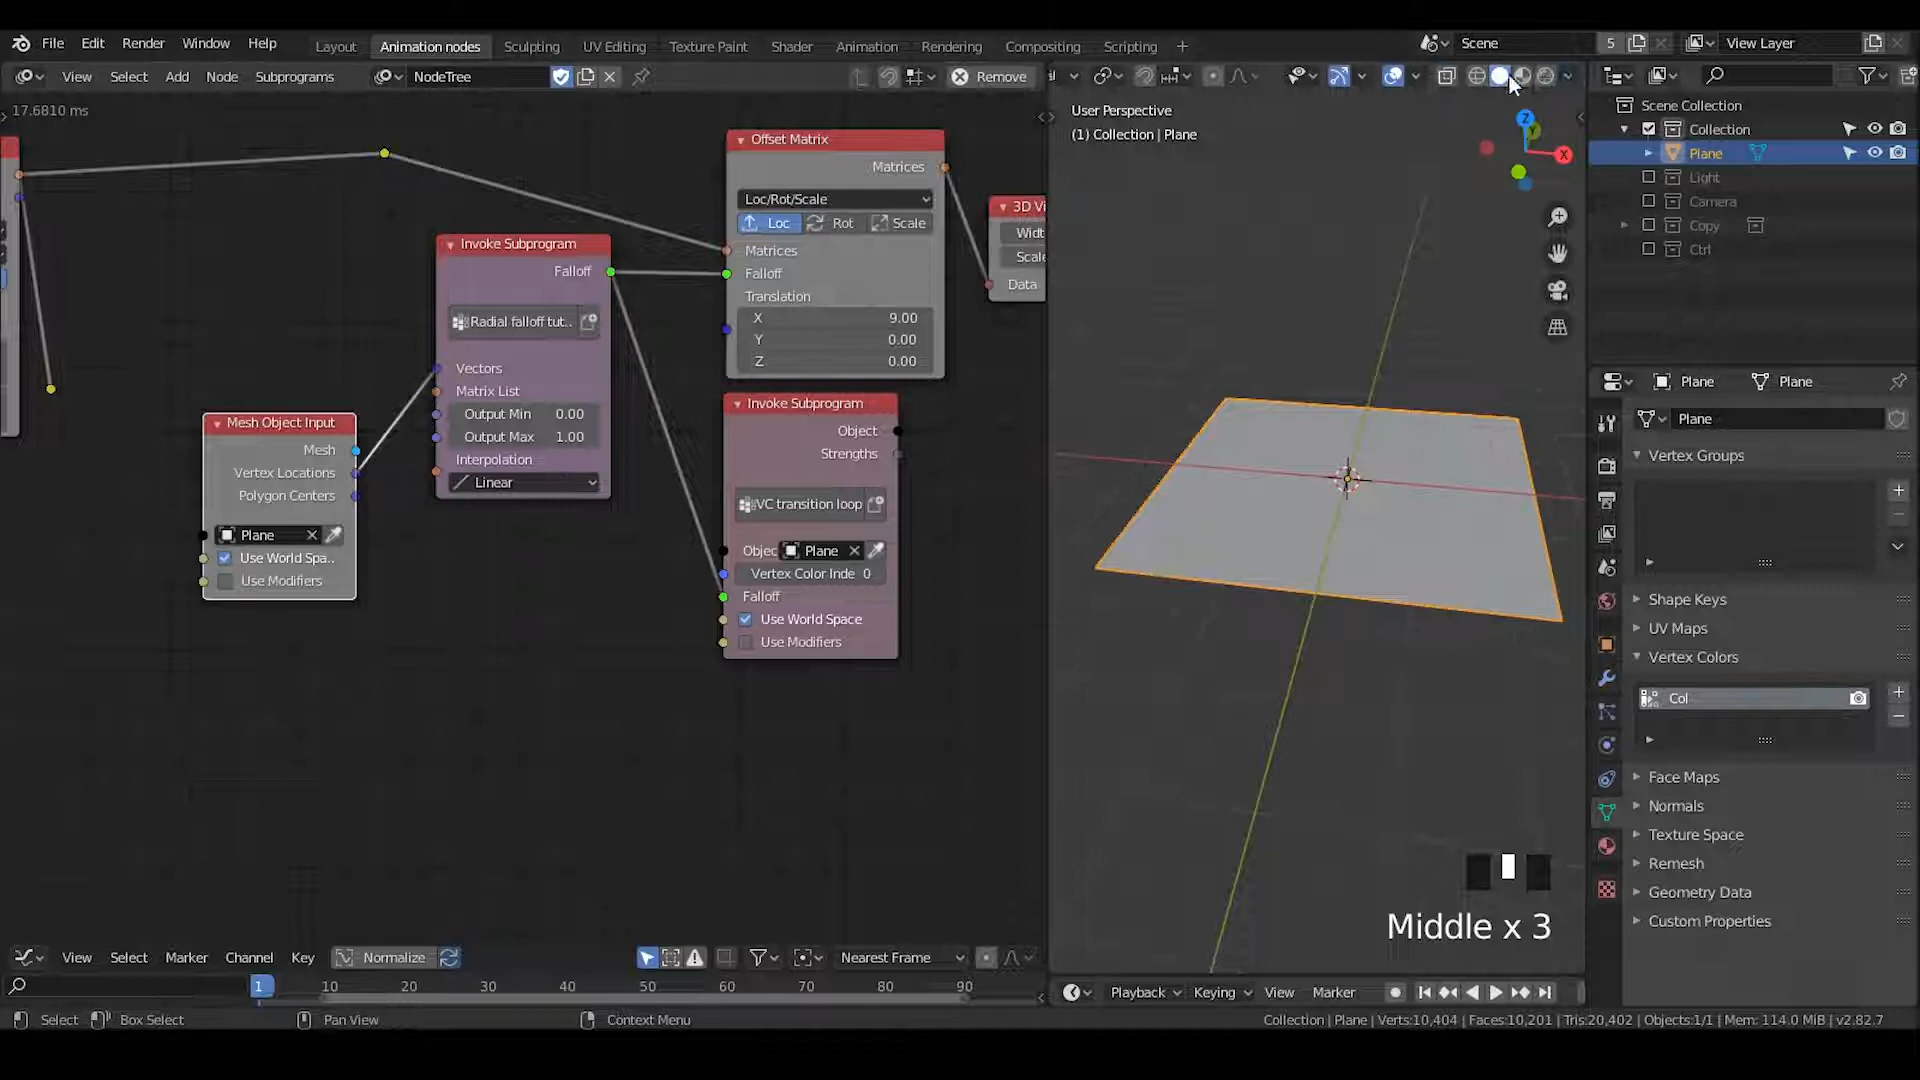 File Edit Render Window Help Layout Animation nodes Sculpting UV Editing Texture Paint Shader Animation Rendering Compositing Scripting + Scene 5 View Layer
View Select Add Node Subprograms NodeTree Remove
17.6810 ms
User Perspective
(1) Collection | Plane
Z
Y
X
Offset Matrix
Matrices
Loc/Rot/Scale
Loc Rot Scale
Matrices
Falloff
Translation
X 9.00
Y 0.00
Z 0.00
3D Vi
Widt
Scale
Data
Invoke Subprogram
Falloff
Radial falloff tut..
Vectors
Matrix List
Output Min 0.00
Output Max 1.00
Interpolation
Linear
Mesh Object Input
Mesh
Vertex Locations
Polygon Centers
Plane
Use World Spa..
Use Modifiers
Invoke Subprogram
Object
Strengths
VC transition loop
Objec Plane
Vertex Color Inde 0
Falloff
Use World Space
Use Modifiers
Middle x 3
Scene Collection
Collection
Plane
Light
Camera
Copy
Ctrl
Plane Plane
Plane
Vertex Groups
Shape Keys
UV Maps
Vertex Colors
Col
Face Maps
Normals
Texture Space
Remesh
Geometry Data
Custom Properties
View Select Marker Channel Key Normalize Nearest Frame
1 10 20 30 40 50 60 70 80 90
Playback Keying View Marker
Select Box Select Pan View Context Menu
Collection | Plane | Verts:10,404 | Faces:10,201 | Tris:20,402 | Objects:1/1 | Mem: 114.0 MiB | v2.82.7